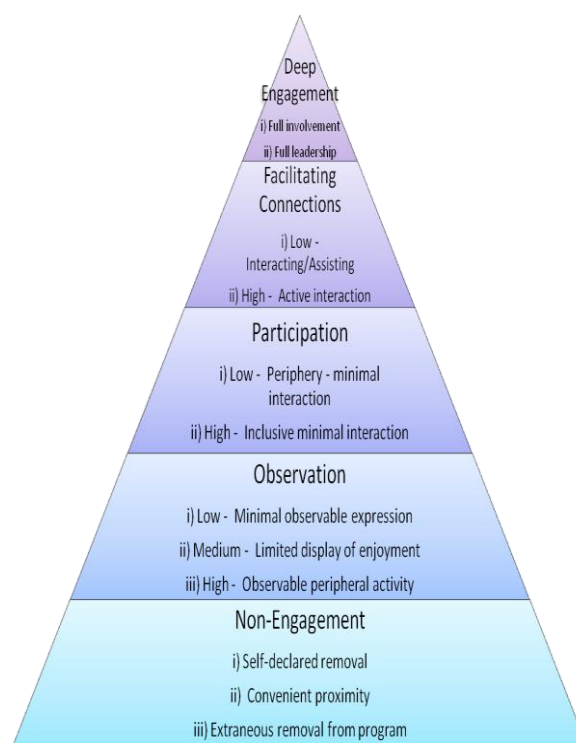 Deep
Engagement
i) Full involvement
ii) Full leadership
Facilitating
Connections
i) Low -
Interacting/Assisting
ii) High - Active interaction
Participation
i) Low - Periphery - minimal
interaction
ii) High - Inclusive minimal interaction
Observation
i) Low - Minimal observable expression
ii) Medium - Limited display of enjoyment
iii) High - Observable peripheral activity
Non-Engagement
i) Self-declared removal
ii) Convenient proximity
iii) Extraneous removal from program